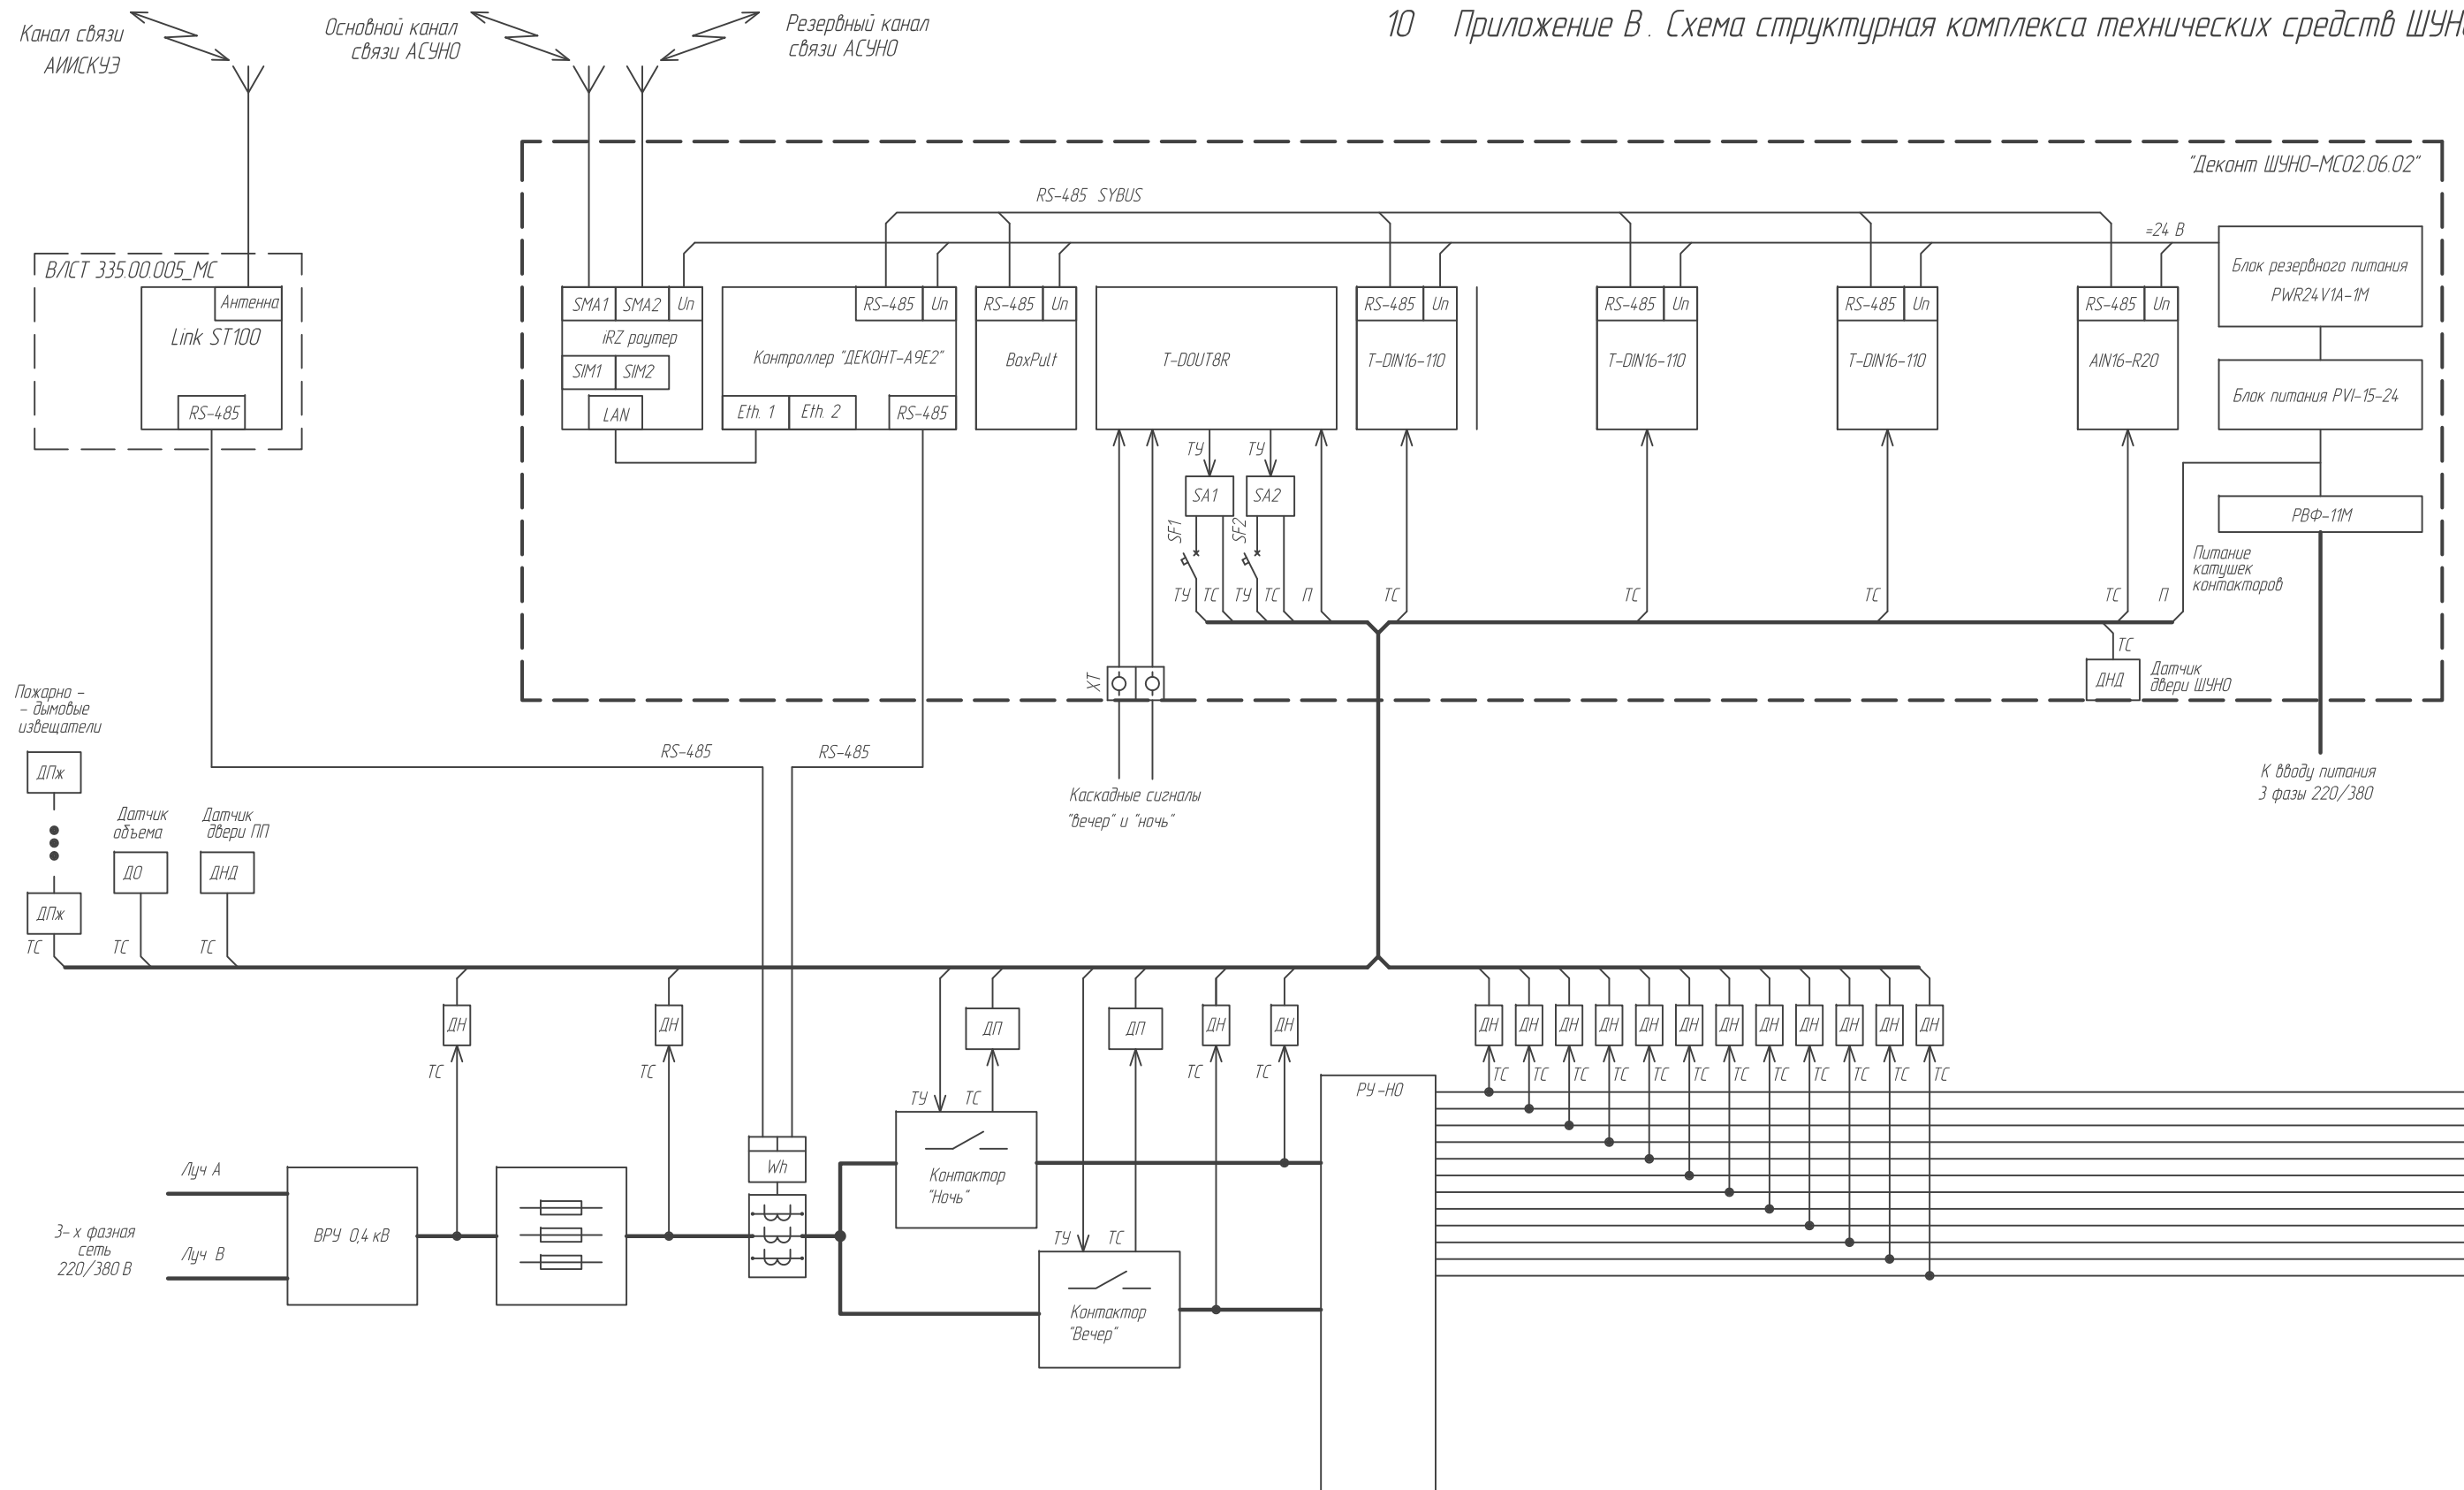 10 Приложение В. Схема структурная комплекса технических средств ШУНО
Канал связи
АИИСКУЭ
Основной канал
связи АСУНО
Резервный канал
связи АСУНО
"Деконт ШУНО-МС02.06.02"
RS-485 SYBUS
=24 В
ВЛСТ 335.00.005_МС
Антенна
Link ST100
RS-485
SMA1 SMA2 Uп
iRZ роутер
SIM1 SIM2
LAN
RS-485 Uп
Контроллер "ДЕКОНТ-А9Е2"
Eth. 1 Eth. 2 RS-485
RS-485 Uп
BoxPult
T-DOUT8R
RS-485 Uп
T-DIN16-110
RS-485 Uп
T-DIN16-110
RS-485 Uп
T-DIN16-110
RS-485 Uп
AIN16-R20
Блок резервного питания
PWR24V1A-1M
Блок питания PVI-15-24
РВФ-11М
ТУ ТУ
SA1 SA2
SF1 SF2
ТУ ТС ТУ ТС П ТС ТС ТС ТС П
Питание
катушек
контакторов
ТС
ДНД
Датчик
двери ШУНО
XT
К вводу питания
3 фазы 220/380
Каскадные сигналы
"вечер" и "ночь"
RS-485 RS-485
Пожарно -
- дымовые
извещатели
ДПж
ДПж
Датчик
объема
ДО
Датчик
двери ПП
ДНД
ТС ТС ТС
ДН ДН ДП ДП ДН ДН
ДН ДН ДН ДН ДН ДН ДН ДН ДН ДН ДН ДН
ТС ТС ТС ТС
ТС ТС ТС ТС ТС ТС ТС ТС ТС ТС ТС ТС
ТУ ТС
РУ-НО
Контактор
"Ночь"
ТУ ТС
Контактор
"Вечер"
Wh
Луч А
3- х фазная
сеть
220/380 В
Луч В
ВРУ 0,4 кВ